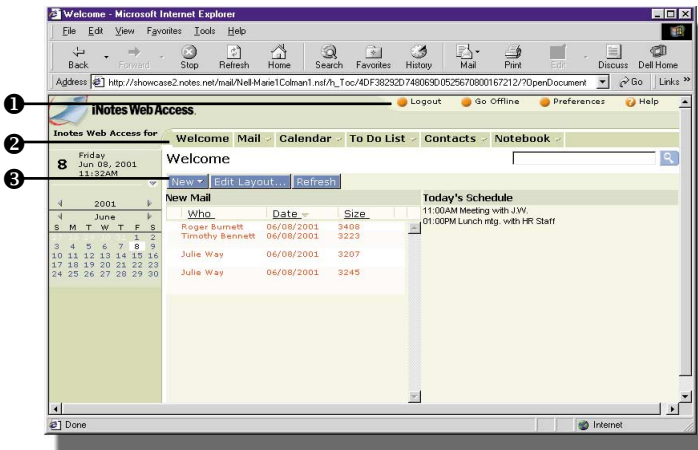 Welcome - Microsoft Internet Explorer
File Edit View Favorites Tools Help
Back Forward Stop Refresh Home Search Favorites History Mail Print Edit Discuss Dell Home
Address http://showcase2.notes.net/mail/Nell-Marie1Colman1.nsf/h_Toc/4DF38292D748069D0525670800167212/?OpenDocument Go Links »
1
iNotes Web Access.
Logout Go Offline Preferences Help
2
Inotes Web Access for
Welcome Mail Calendar To Do List Contacts Notebook
8 Friday
Jun 08, 2001
11:32AM
Welcome
3
New Edit Layout... Refresh
2001
June
S M T W T F S
1 2
3 4 5 6 7 8 9
10 11 12 13 14 15 16
17 18 19 20 21 22 23
24 25 26 27 28 29 30
New Mail
Who Date Size
Roger Burnett 06/08/2001 3408
Timothy Bennett 06/08/2001 3223
Julie Way 06/08/2001 3207
Julie Way 06/08/2001 3245
Today's Schedule
11:00AM Meeting with J.W.
01:00PM Lunch mtg. with HR Staff
Done Internet